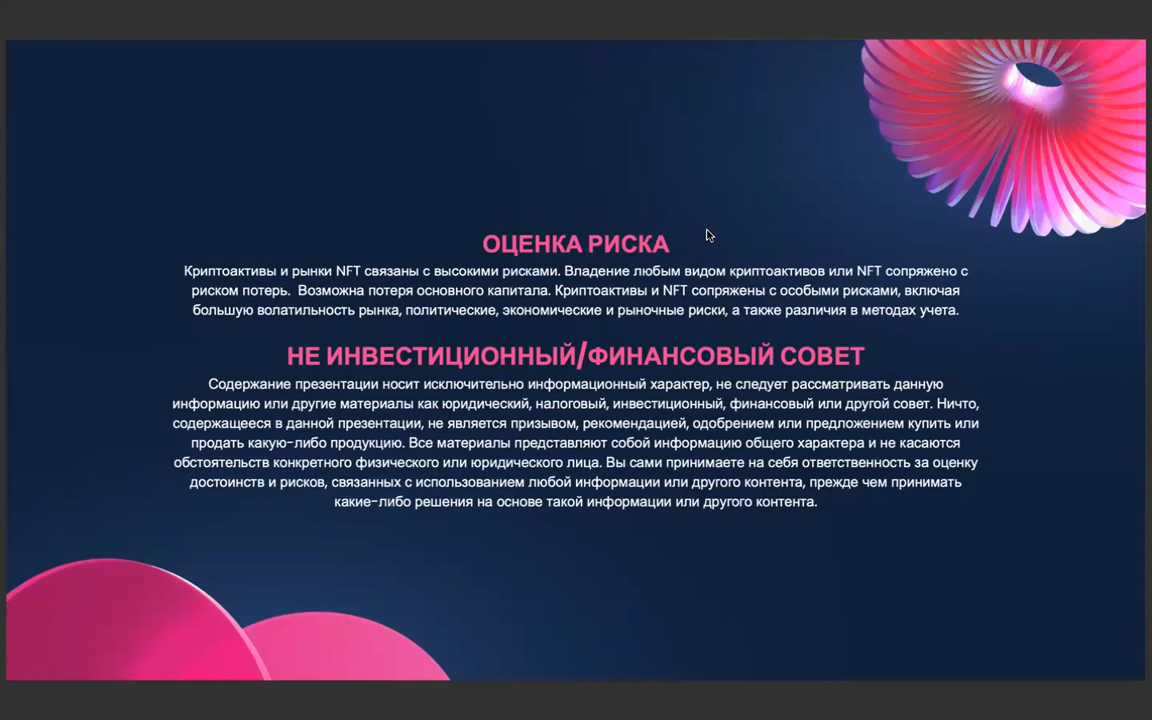 ОЦЕНКА РИСКА
Криптоактивы и рынки NFT связаны с высокими рисками. Владение любым видом криптоактивов или NFT сопряжено с
риском потерь.  Возможна потеря основного капитала. Криптоактивы и NFT сопряжены с особыми рисками, включая
большую волатильность рынка, политические, экономические и рыночные риски, а также различия в методах учета.
НЕ ИНВЕСТИЦИОННЫЙ/ФИНАНСОВЫЙ СОВЕТ
Содержание презентации носит исключительно информационный характер, не следует рассматривать данную
информацию или другие материалы как юридический, налоговый, инвестиционный, финансовый или другой совет. Ничто,
содержащееся в данной презентации, не является призывом, рекомендацией, одобрением или предложением купить или
продать какую-либо продукцию. Все материалы представляют собой информацию общего характера и не касаются
обстоятельств конкретного физического или юридического лица. Вы сами принимаете на себя ответственность за оценку
достоинств и рисков, связанных с использованием любой информации или другого контента, прежде чем принимать
какие-либо решения на основе такой информации или другого контента.